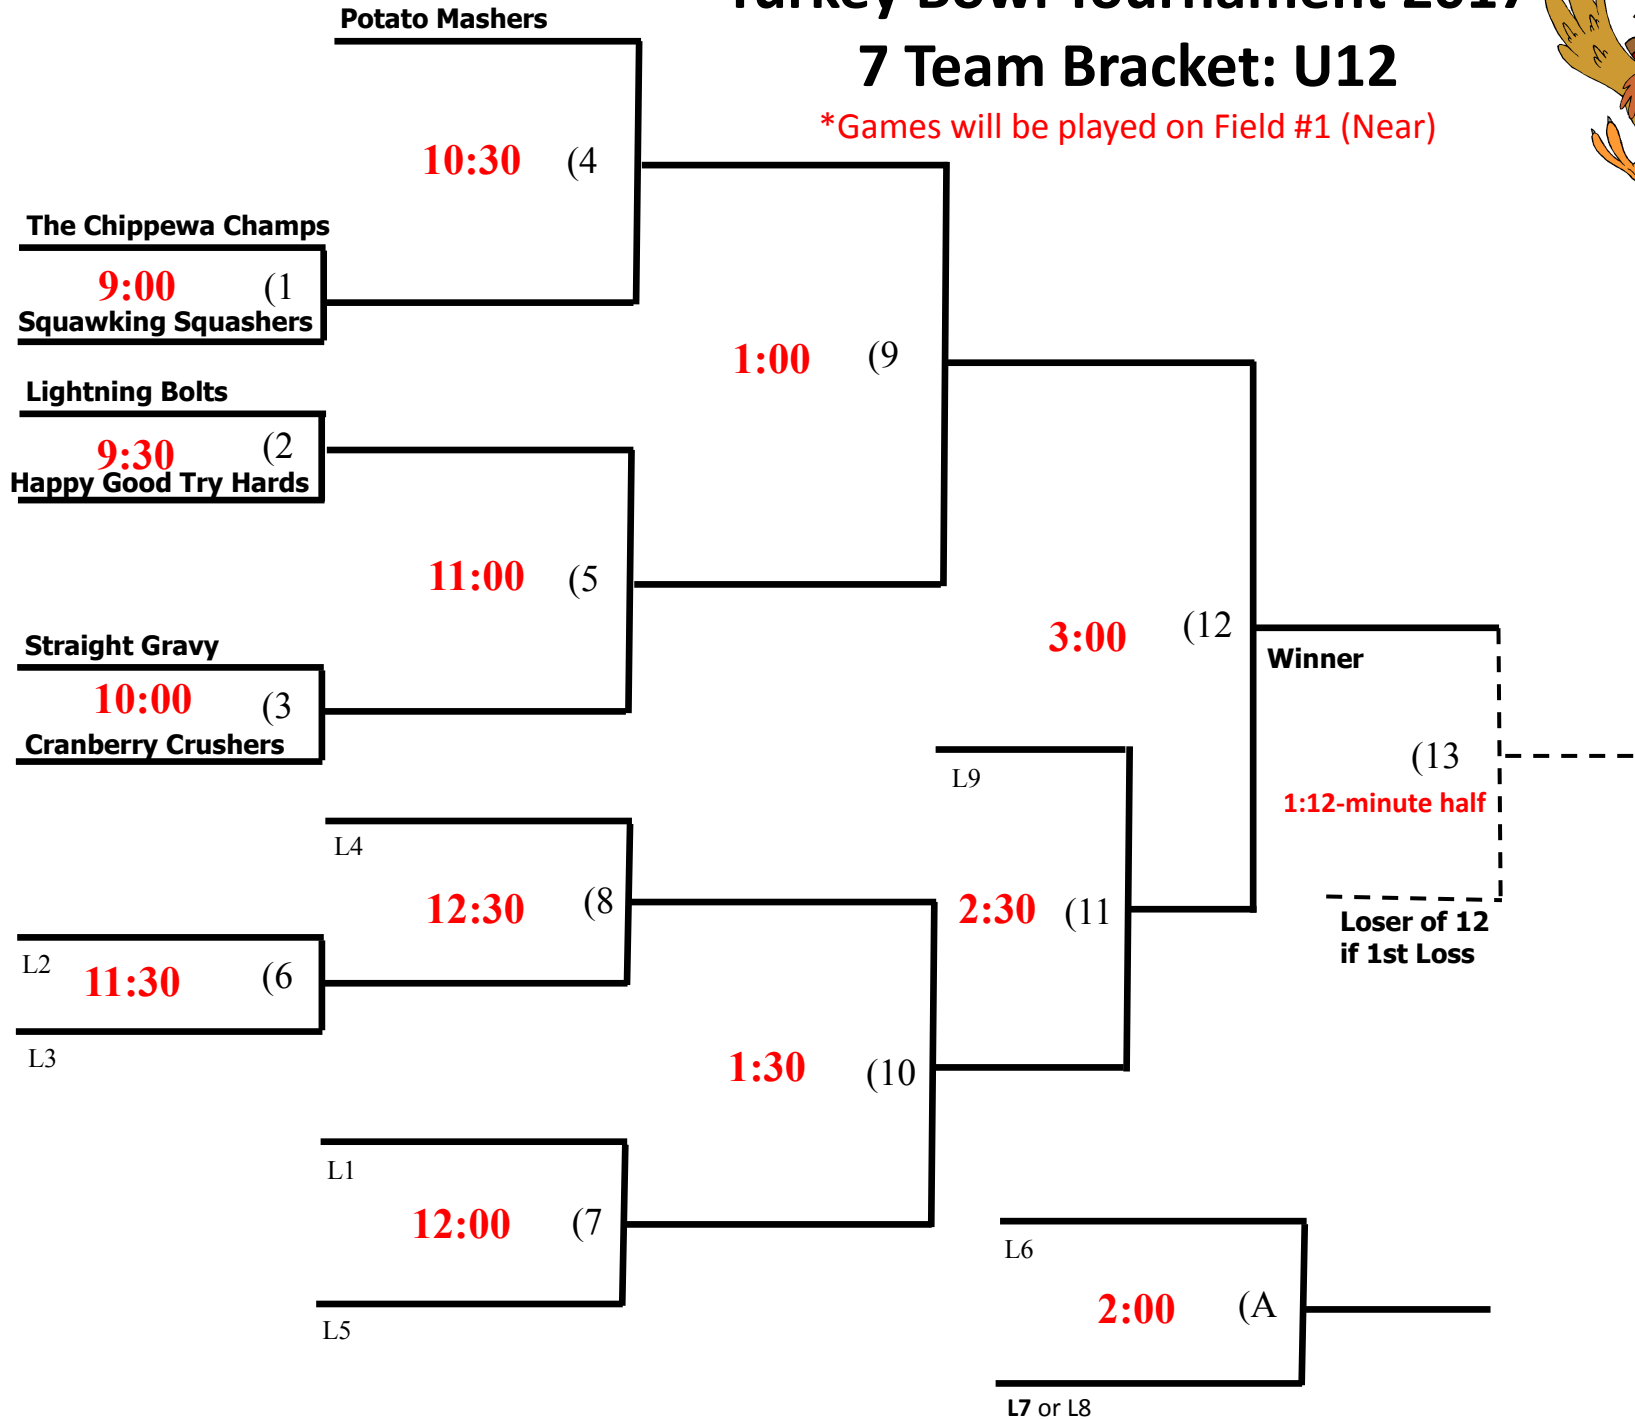 Turkey Bowl Tournament 2017
7 Team Bracket: U12
*Games will be played on Field #1 (Near)
Potato Mashers
10:30 (4
The Chippewa Champs
9:00 (1
Squawking Squashers
1:00 (9
Lightning Bolts
9:30 (2
Happy Good Try Hards
11:00 (5
Straight Gravy
10:00 (3
Cranberry Crushers
3:00 (12
Winner
(13
1:12-minute half
Loser of 12
if 1st Loss
L9
2:30 (11
L4
12:30 (8
L2
11:30 (6
L3
1:30 (10
L1
12:00 (7
L5
L6
2:00 (A
L7 or L8